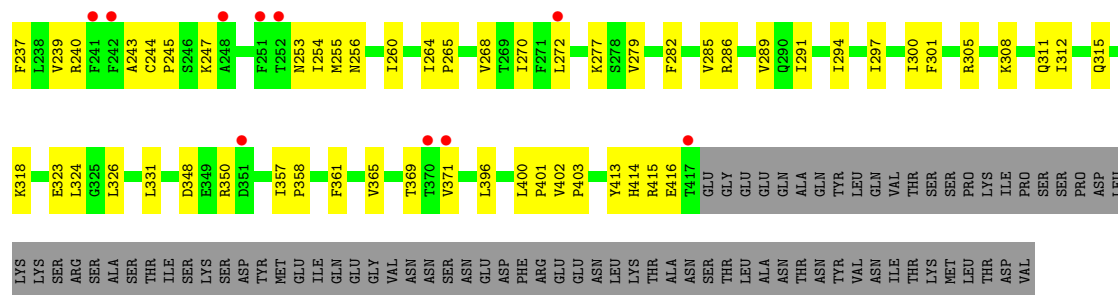 F237 L238 V239 R240 F241 F242 A243 C244 P245 S246 K247 A248 F251 T252 N253 I254 M255 N256 I260 I264 P265 V268 T269 I270 F271 L272 K277 S278 V279 F282 V285 R286 V289 Q290 I291 I294 I297 I300 F301 R305 K308 Q311 I312 Q315
K318 E323 L324 G325 L326 L331 D348 E349 R350 D351 I357 P358 F361 V365 T369 T370 V371 L396 L400 P401 V402 P403 Y413 H414 R415 E416 T417 GLU GLY GLU GLU GLN ALA GLN TYR LEU GLN VAL THR SER SER PRO LYS ILE PRO SER SER PRO ASP LEU
LYS LYS SER ARG SER ALA SER THR ILE SER LYS SER ASP TYR MET GLU ILE GLN GLU GLY VAL ASN ASN SER ASN GLU ASP PHE ARG GLU GLU ASN LEU LYS THR ALA ASN SER THR LEU ALA ASN THR ASN TYR VAL ASN ILE THR LYS MET LEU THR ASP VAL